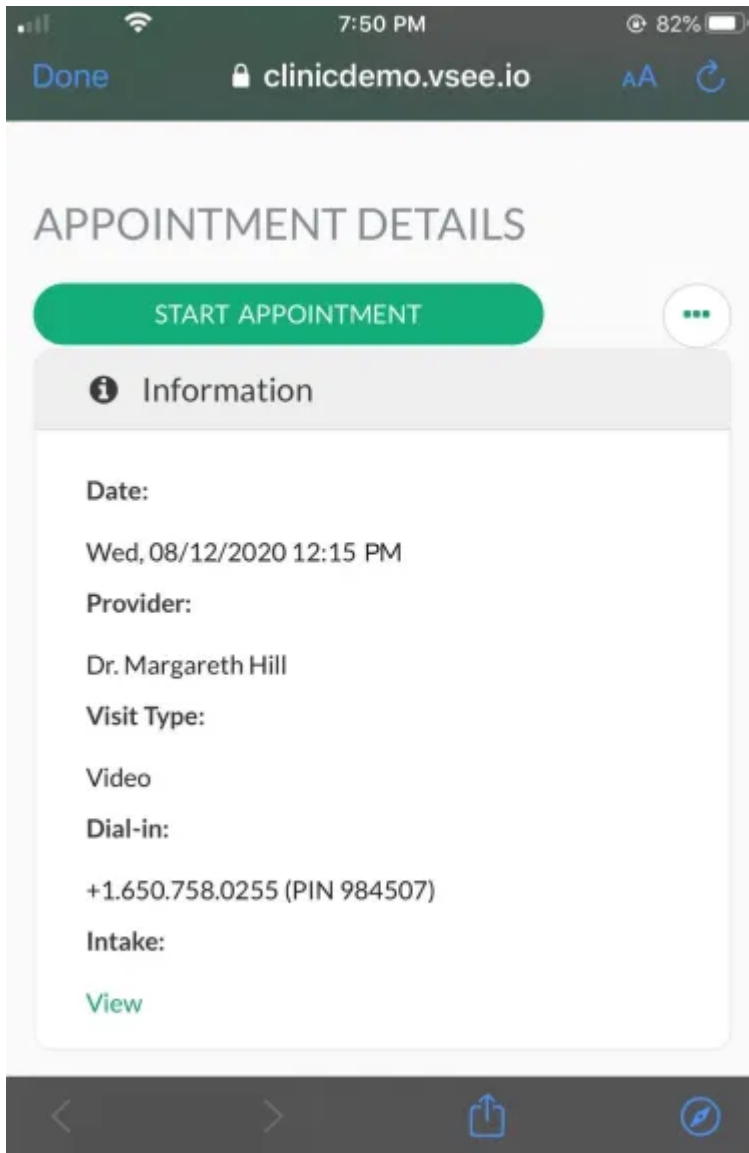 7:50 PM 82%
Done clinicdemo.vsee.io AA
APPOINTMENT DETAILS
START APPOINTMENT
Information
Date:
Wed, 08/12/2020 12:15 PM
Provider:
Dr. Margareth Hill
Visit Type:
Video
Dial-in:
+1.650.758.0255 (PIN 984507)
Intake:
View